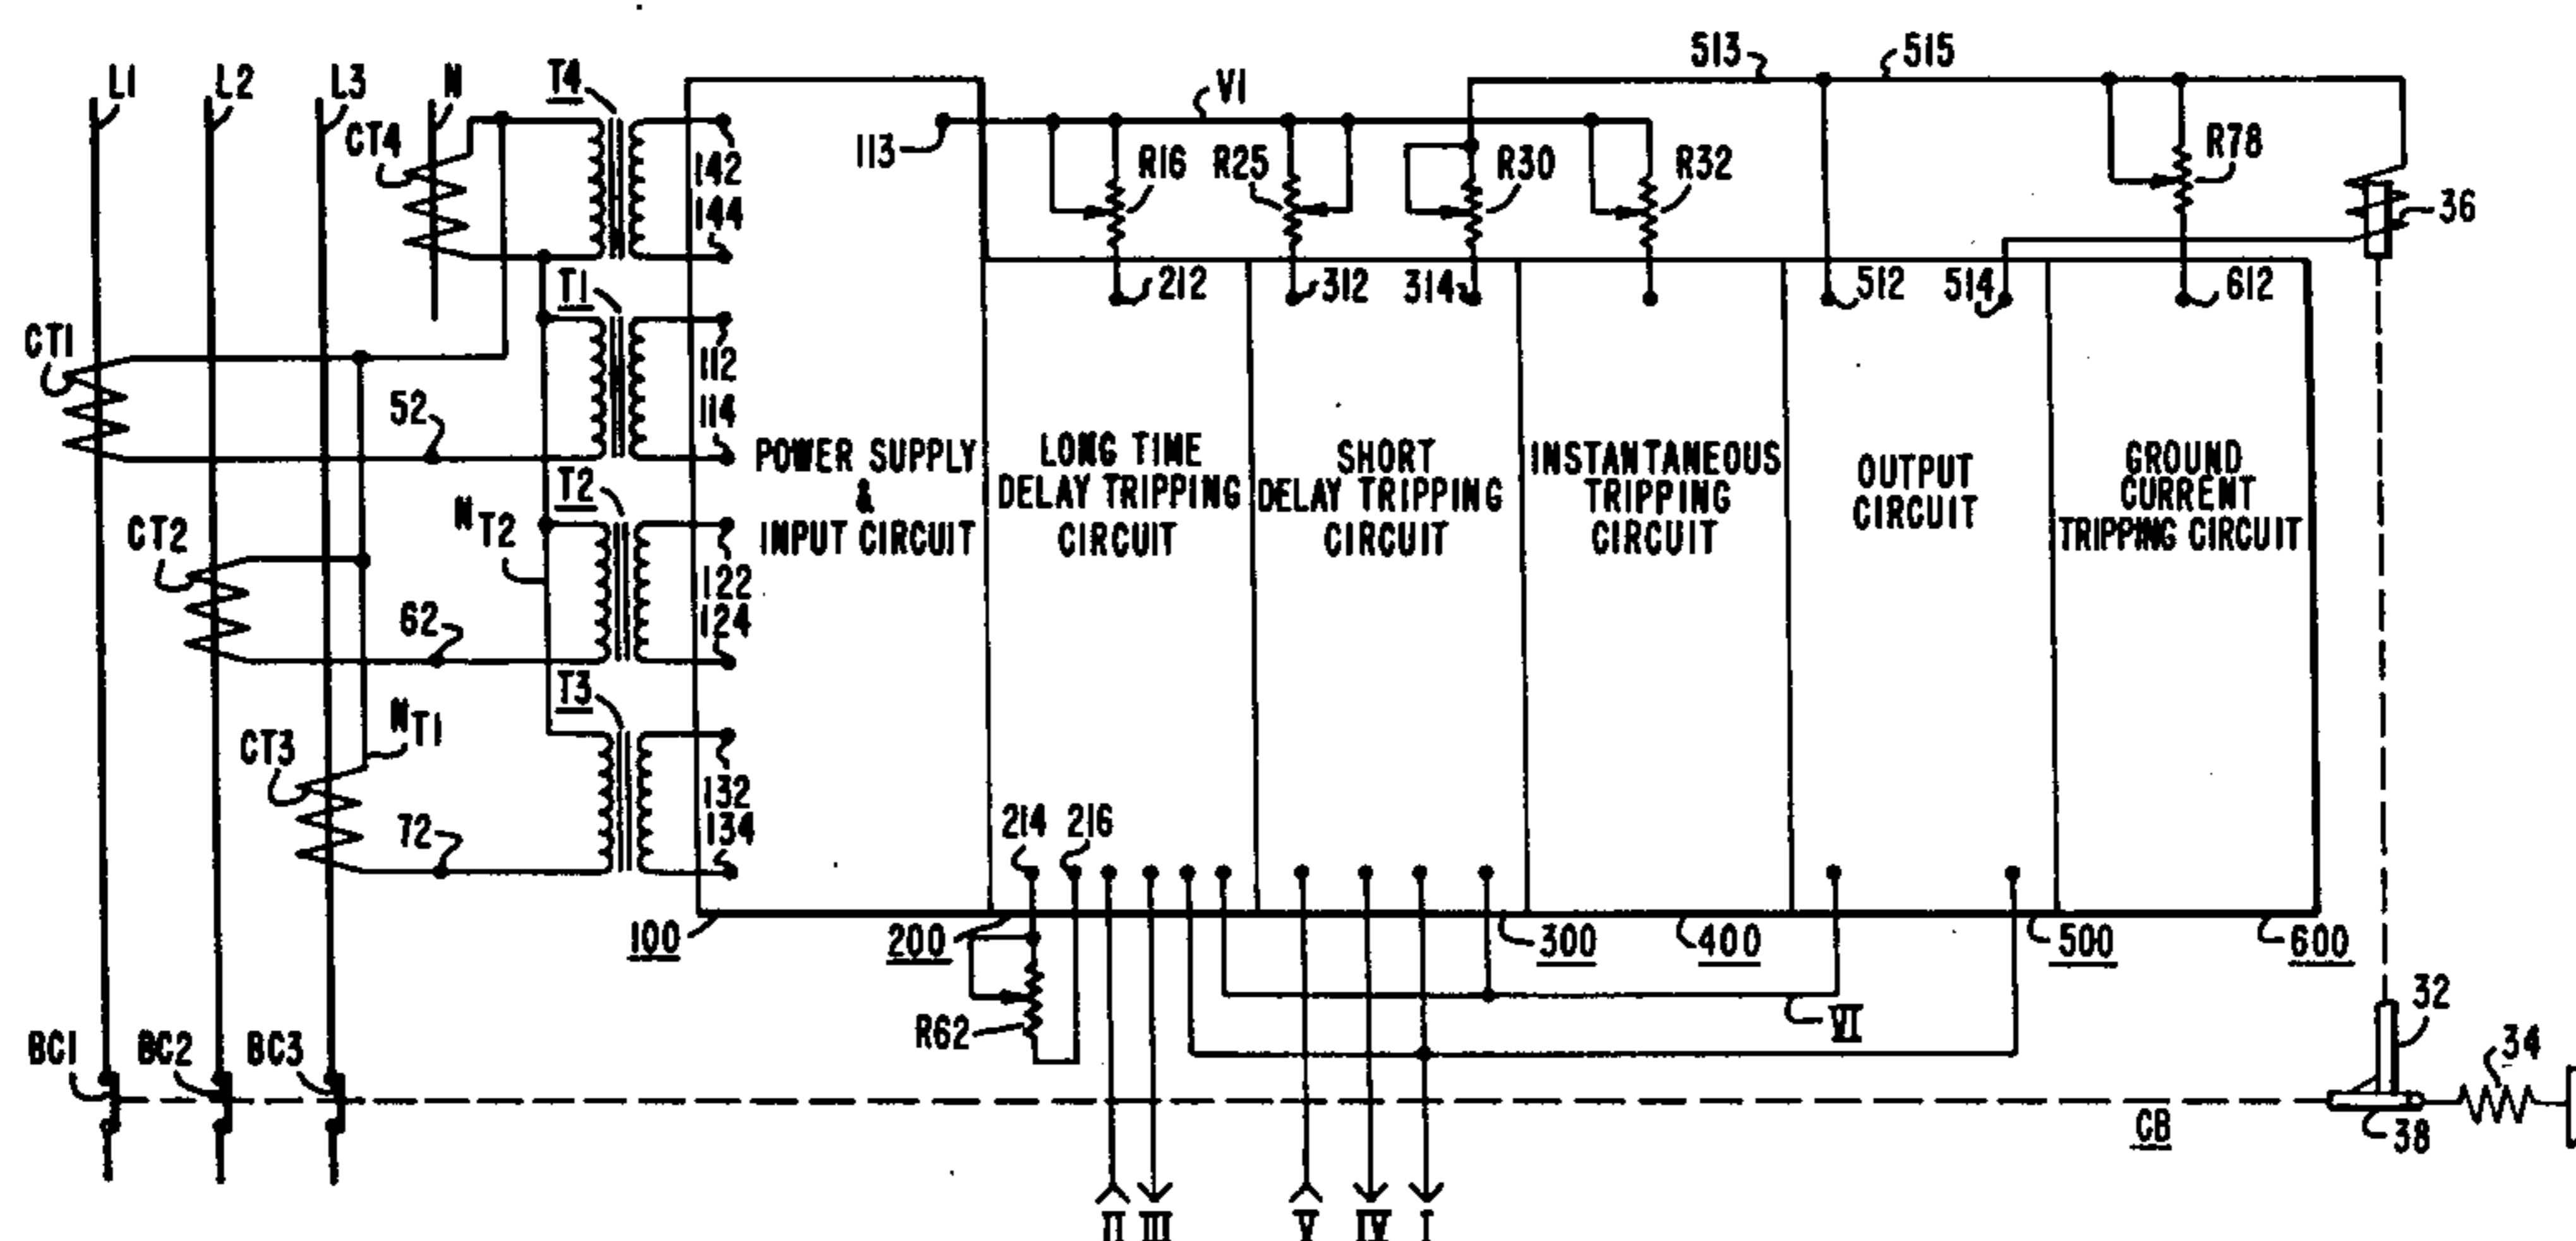 L1
L2
L3
N
T4
CT4
142
144
113
V1
R16
R25
R30
R32
513
515
R78
36
T1
212
312
314
512
514
612
CT1
112
114
52
POWER SUPPLY
&
INPUT CIRCUIT
LONG TIME
DELAY TRIPPING
CIRCUIT
SHORT
DELAY TRIPPING
CIRCUIT
INSTANTANEOUS
TRIPPING
CIRCUIT
OUTPUT
CIRCUIT
GROUND
CURRENT
TRIPPING CIRCUIT
T2
NT2
CT2
122
124
62
T3
NT1
CT3
132
134
72
214
216
100
200
300
400
500
600
R62
VI
BC1
BC2
BC3
32
34
38
CB
II
III
V
IV
I